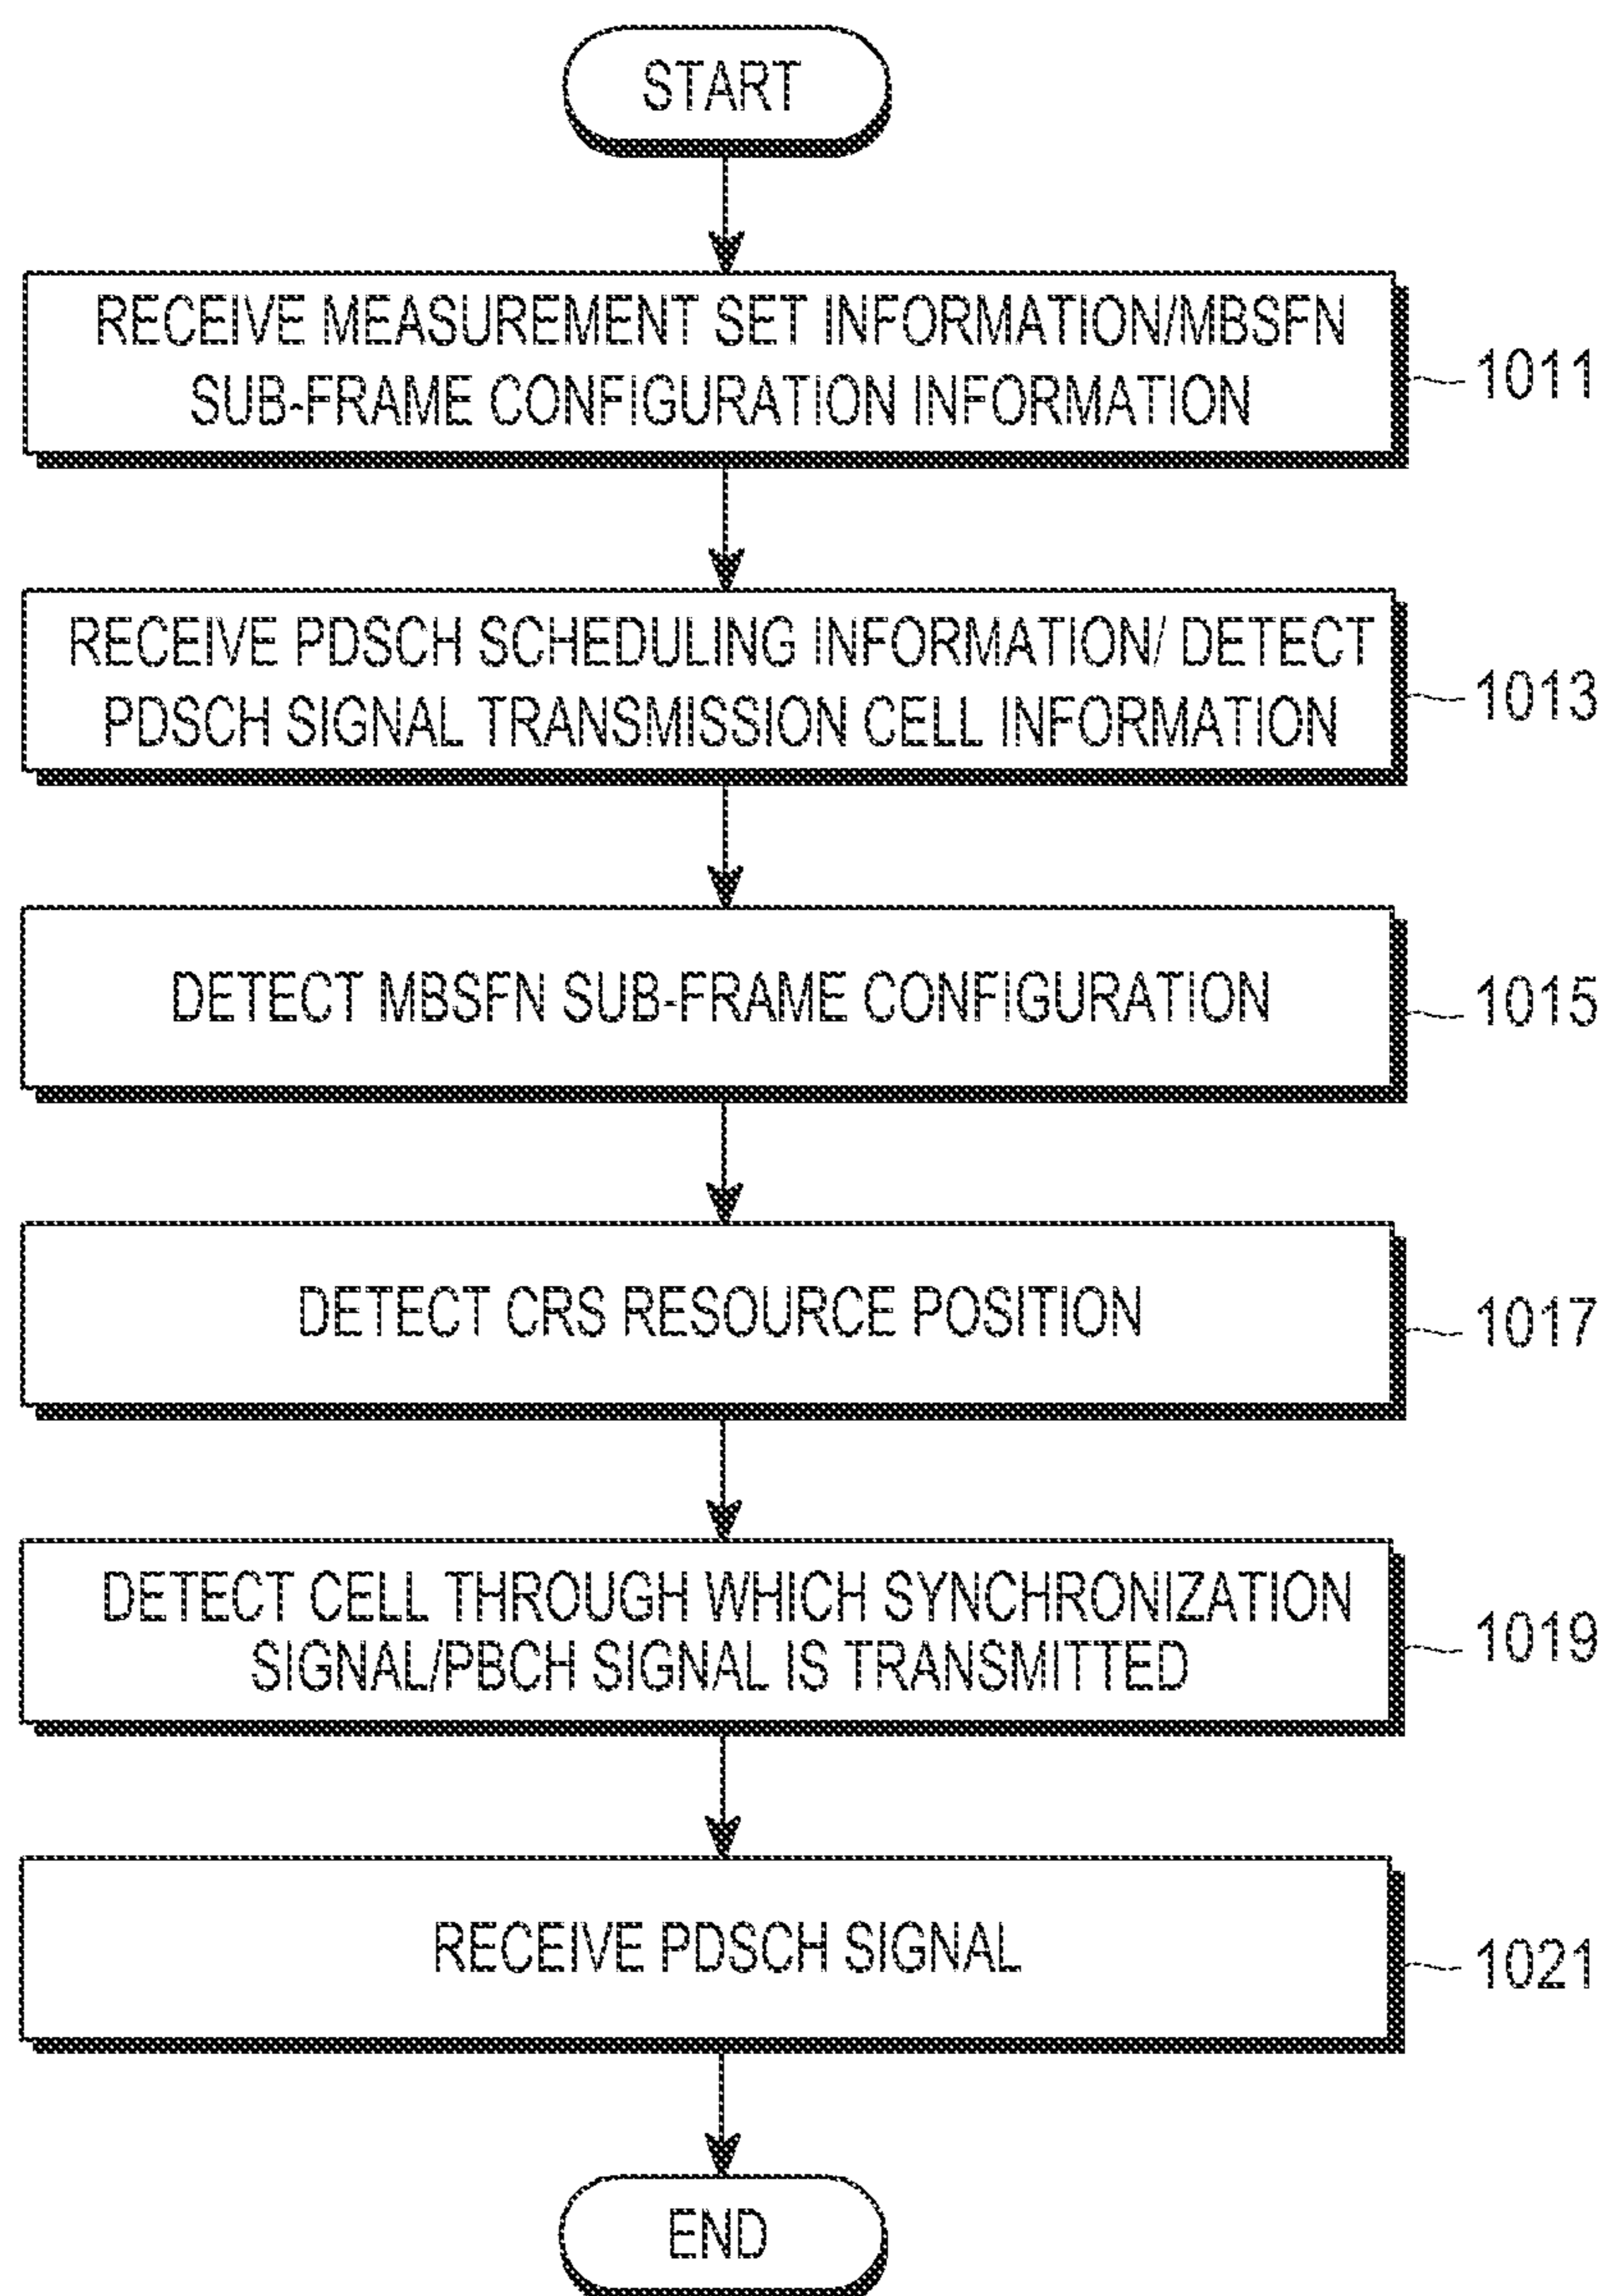 START
RECEIVE MEASUREMENT SET INFORMATION/MBSFN
SUB-FRAME CONFIGURATION INFORMATION
1011
RECEIVE PDSCH SCHEDULING INFORMATION/ DETECT
PDSCH SIGNAL TRANSMISSION CELL INFORMATION
1013
DETECT MBSFN SUB-FRAME CONFIGURATION
1015
DETECT CRS RESOURCE POSITION
1017
DETECT CELL THROUGH WHICH SYNCHRONIZATION
SIGNAL/PBCH SIGNAL IS TRANSMITTED
1019
RECEIVE PDSCH SIGNAL
1021
END